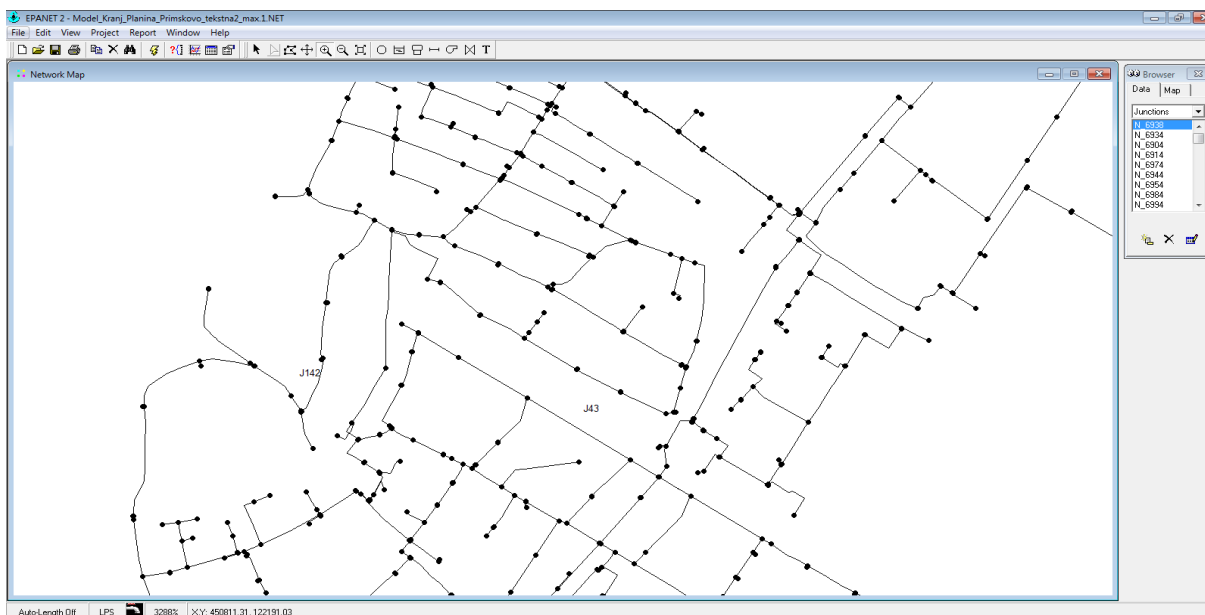 EPANET 2 - Model_Kranj_Planina_Primskovo_tekstna2_max.1.NET
File Edit View Project Report Window Help
T
Network Map
Browser
Data Map
Junctions
N_6938
N_6934
N_6904
N_6914
N_6974
N_6944
N_6954
N_6984
N_6994
J142
J43
Auto-Length Off LPS 3288% X,Y: 450811.31, 122191.03